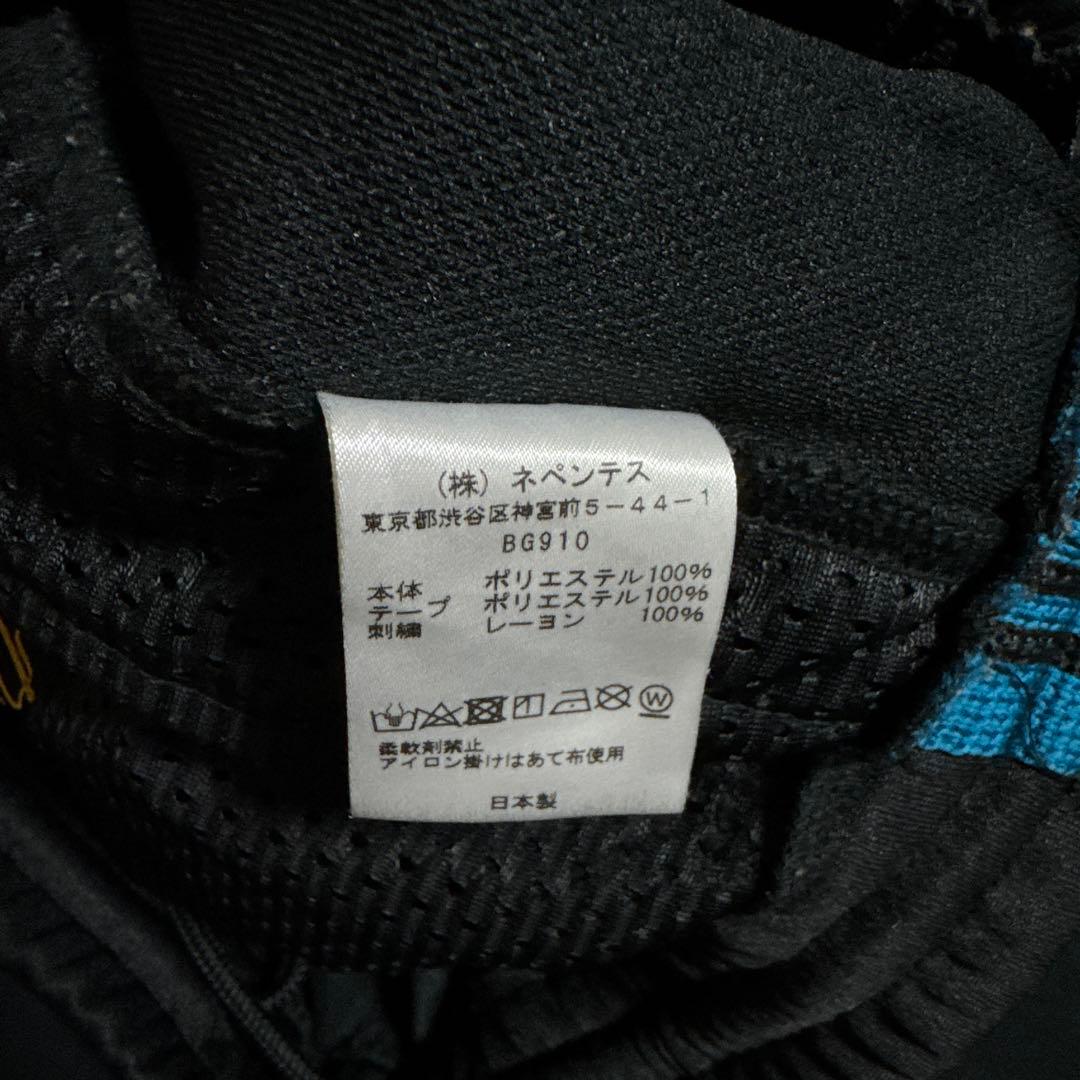 (株) ネペンテス
東京都渋谷区神宮前5-44-1
BG910
本体 ポリエステル100%
テープ ポリエステル100%
刺繍 レーヨン 100%
W
柔軟剤禁止
アイロン掛けはあて布使用
日本製